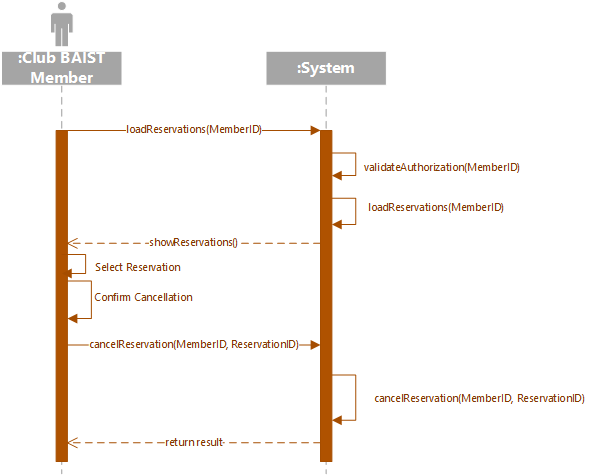 :Club BAIST
Member
:System
loadReservations(MemberID)
validateAuthorization(MemberID)
loadReservations(MemberID)
showReservations()
Select Reservation
Confirm Cancellation
cancelReservation(MemberID, ReservationID)
cancelReservation(MemberID, ReservationID)
return result